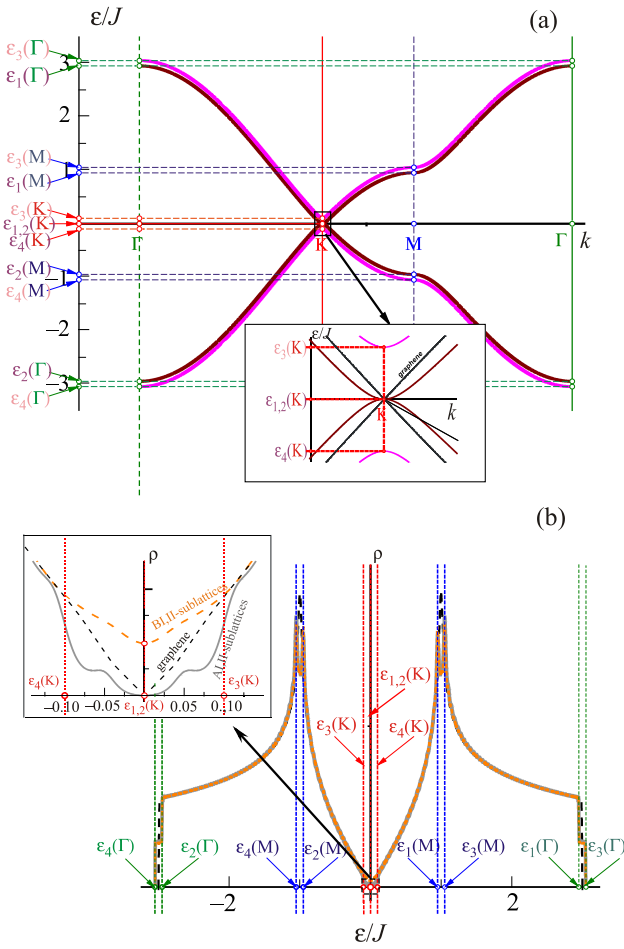 ε/J
(a)
ε3(Γ)
3
ε1(Γ)
2
ε3(M)
1
ε1(M)
ε3(K)
ε1,2(K)
ε4(K)
Γ
K
M
Γ
k
ε2(M)
−1
ε4(M)
−2
ε2(Γ)
−3
ε4(Γ)
ε/J
ε3(K)
graphene
ε1,2(K)
K
k
ε4(K)
(b)
ρ
ρ
BI,II-sublattices
graphene
AI,II-sublattices
ε4(K)
ε3(K)
−0.10
−0.05
ε1,2(K)
0.05
0.10
ε1,2(K)
ε3(K)
ε4(K)
ε4(Γ)
ε2(Γ)
ε4(M)
ε2(M)
ε1(M)
ε3(M)
ε1(Γ)
ε3(Γ)
−2
2
ε/J